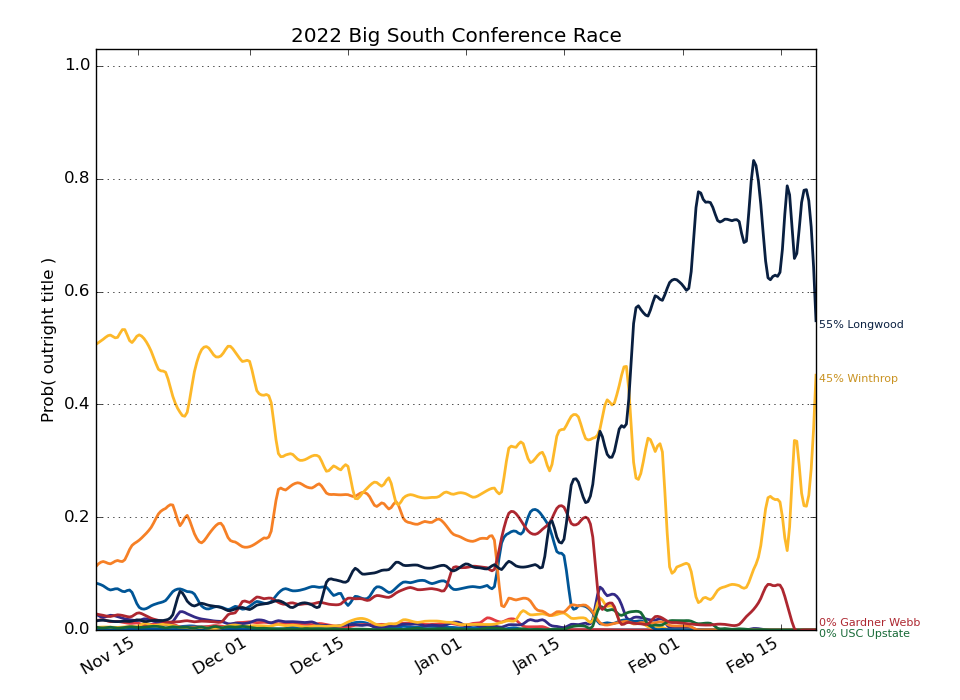 2022 Big South Conference Race
Prob( outright title )
1.0
0.8
0.6
0.4
0.2
0.0
55% Longwood
45% Winthrop
0% Gardner Webb
0% USC Upstate
Nov 15
Dec 01
Dec 15
Jan 01
Jan 15
Feb 01
Feb 15